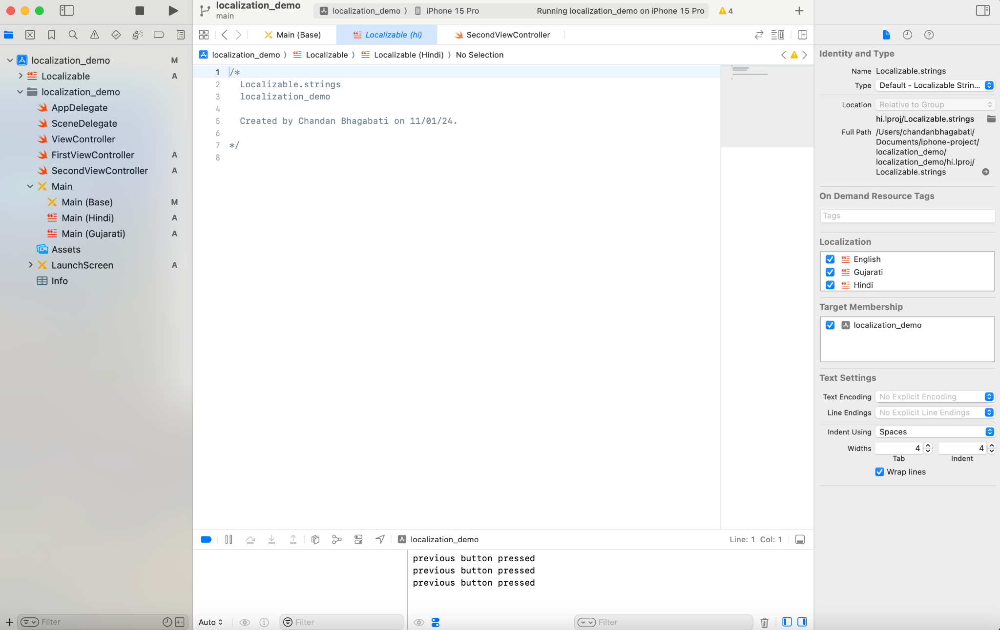 localization_demo
main
localization_demo
iPhone 15 Pro
Running localization_demo on iPhone 15 Pro
4
Main (Base)
Localizable (hi)
SecondViewController
localization_demo
Localizable
Localizable (Hindi)
No Selection
localization_demo M
Localizable A
localization_demo
AppDelegate
SceneDelegate
ViewController
FirstViewController A
SecondViewController A
Main
Main (Base) M
Main (Hindi) A
Main (Gujarati) A
Assets
LaunchScreen A
Info
Filter
1 /*
2 Localizable.strings
3 localization_demo
4
5 Created by Chandan Bhagabati on 11/01/24.
6
7 */
8
localization_demo
Line: 1 Col: 1
previous button pressed
previous button pressed
previous button pressed
Auto
Filter
Filter
Identity and Type
Name Localizable.strings
Type Default - Localizable Strin...
Location Relative to Group
hi.lproj/Localizable.strings
Full Path /Users/chandanbhagabati/
Documents/iphone-project/
localization_demo/
localization_demo/hi.lproj/
Localizable.strings
On Demand Resource Tags
Tags
Localization
English
Gujarati
Hindi
Target Membership
localization_demo
Text Settings
Text Encoding No Explicit Encoding
Line Endings No Explicit Line Endings
Indent Using Spaces
Widths 4 4
Tab Indent
Wrap lines